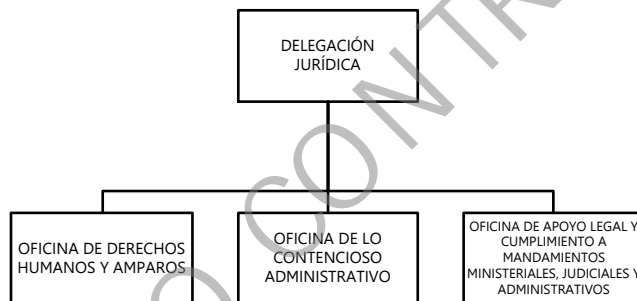 DELEGACIÓN
JURÍDICA
OFICINA DE DERECHOS
HUMANOS Y AMPAROS
OFICINA DE LO
CONTENCIOSO
ADMINISTRATIVO
OFICINA DE APOYO LEGAL Y
CUMPLIMIENTO A
MANDAMIENTOS
MINISTERIALES, JUDICIALES Y
ADMINISTRATIVOS